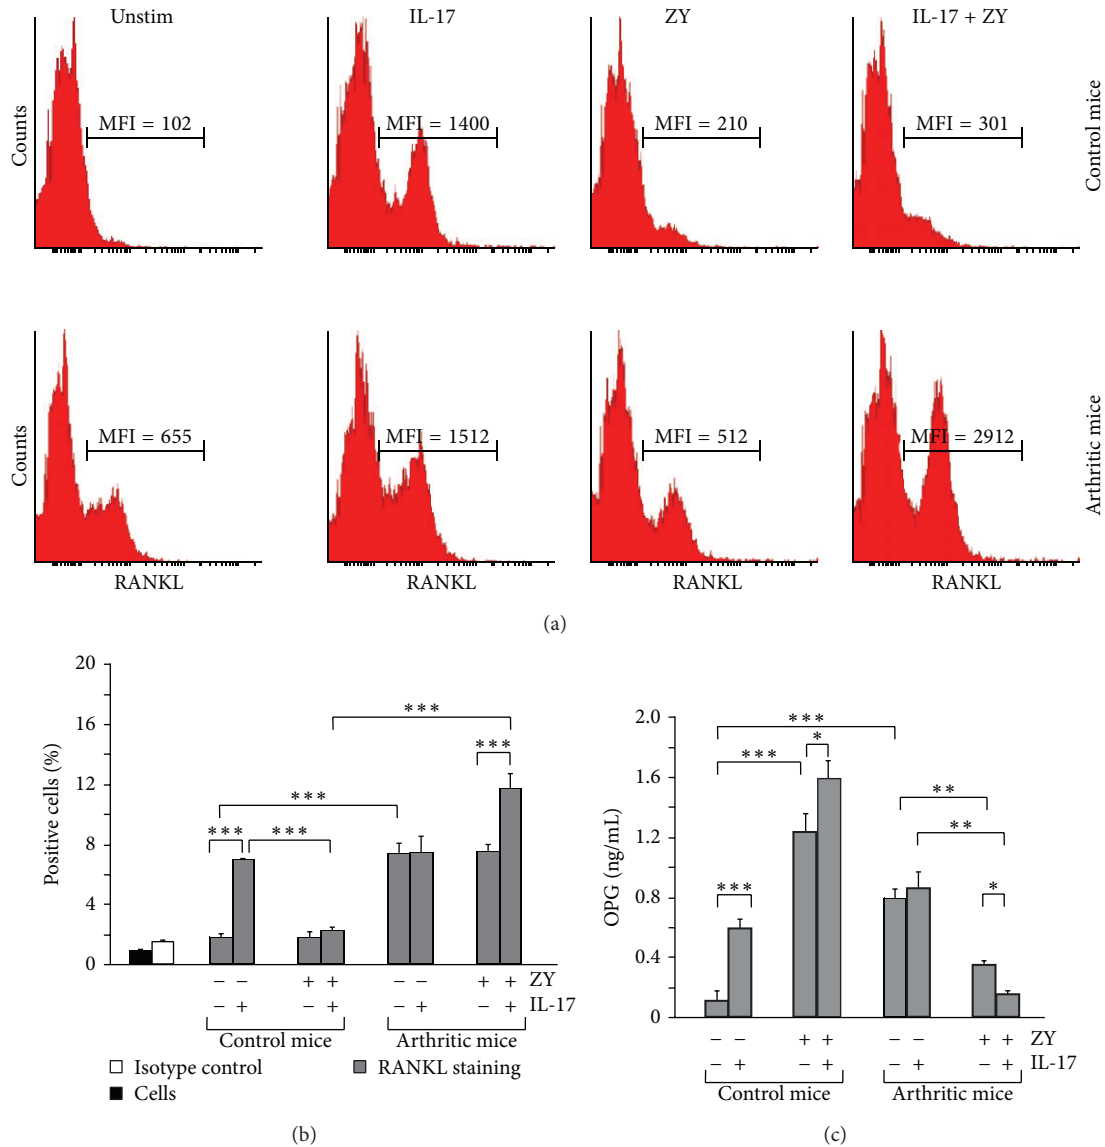 Unstim IL-17 ZY IL-17 + ZY
Counts
MFI = 102 MFI = 1400 MFI = 210 MFI = 301
Control mice
Counts
MFI = 655 MFI = 1512 MFI = 512 MFI = 2912
Arthritic mice
RANKL RANKL RANKL RANKL
(a)
Positive cells (%)
20
16
12
8
4
0
***
***
***
***
***
− + − + − + − +
− − + + − − + + ZY
− + − + − + − + IL-17
Control mice Arthritic mice
Isotype control RANKL staining
Cells
(b)
OPG (ng/mL)
2.0
1.6
1.2
0.8
0.4
0
***
*
***
**
**
***
*
− − + + − − + + ZY
− + − + − + − + IL-17
Control mice Arthritic mice
(c)